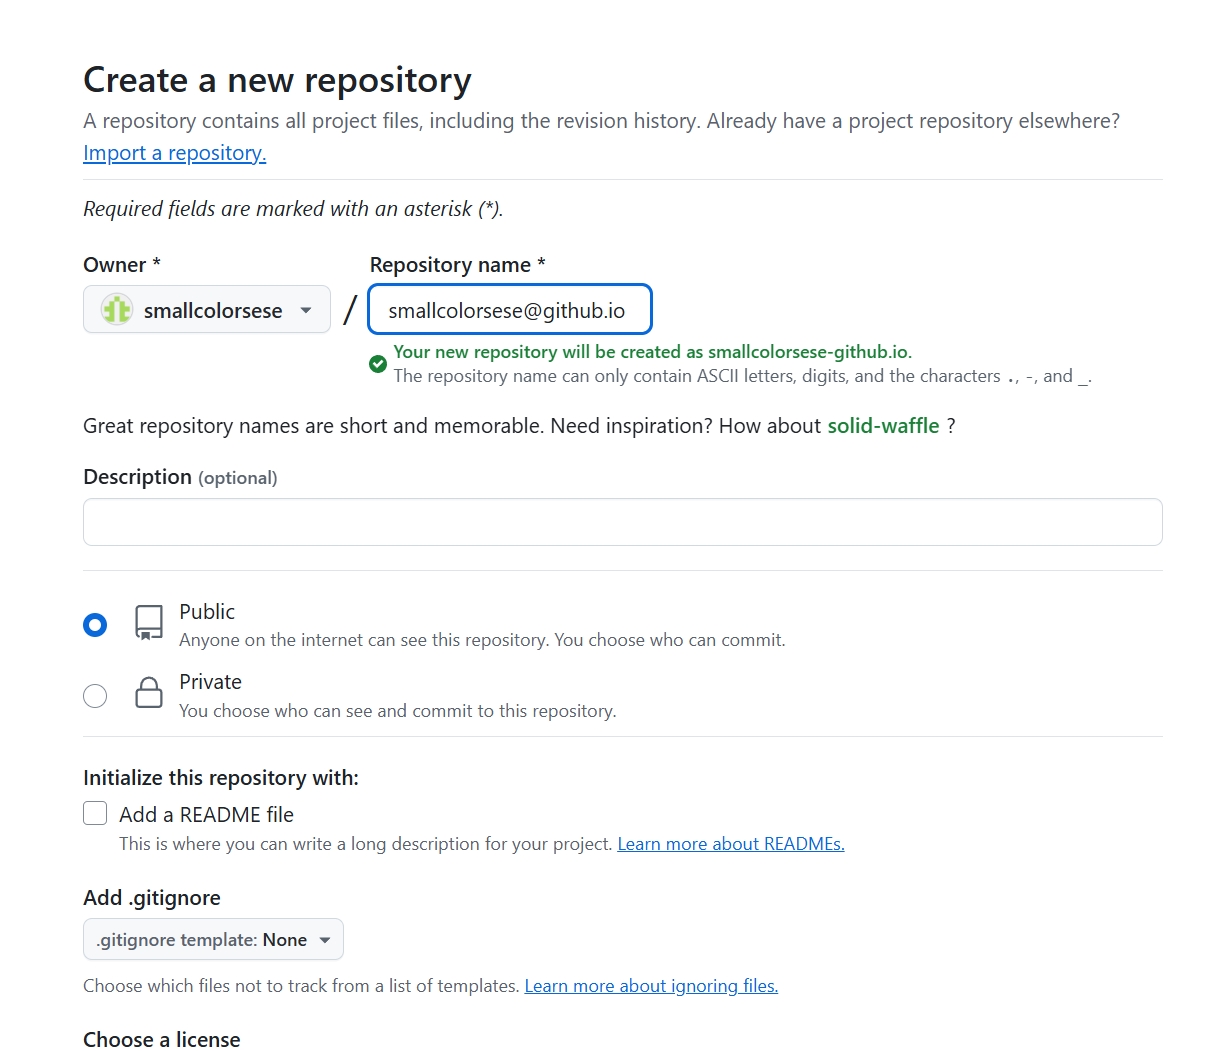 Create a new repository
A repository contains all project files, including the revision history. Already have a project repository elsewhere?
Import a repository.
Required fields are marked with an asterisk (*).
Owner * Repository name *
smallcolorsese / smallcolorsese@github.io
Your new repository will be created as smallcolorsese-github.io.
The repository name can only contain ASCII letters, digits, and the characters ., -, and _.
Great repository names are short and memorable. Need inspiration? How about solid-waffle ?
Description (optional)
Public
Anyone on the internet can see this repository. You choose who can commit.
Private
You choose who can see and commit to this repository.
Initialize this repository with:
Add a README file
This is where you can write a long description for your project. Learn more about READMEs.
Add .gitignore
.gitignore template: None
Choose which files not to track from a list of templates. Learn more about ignoring files.
Choose a license